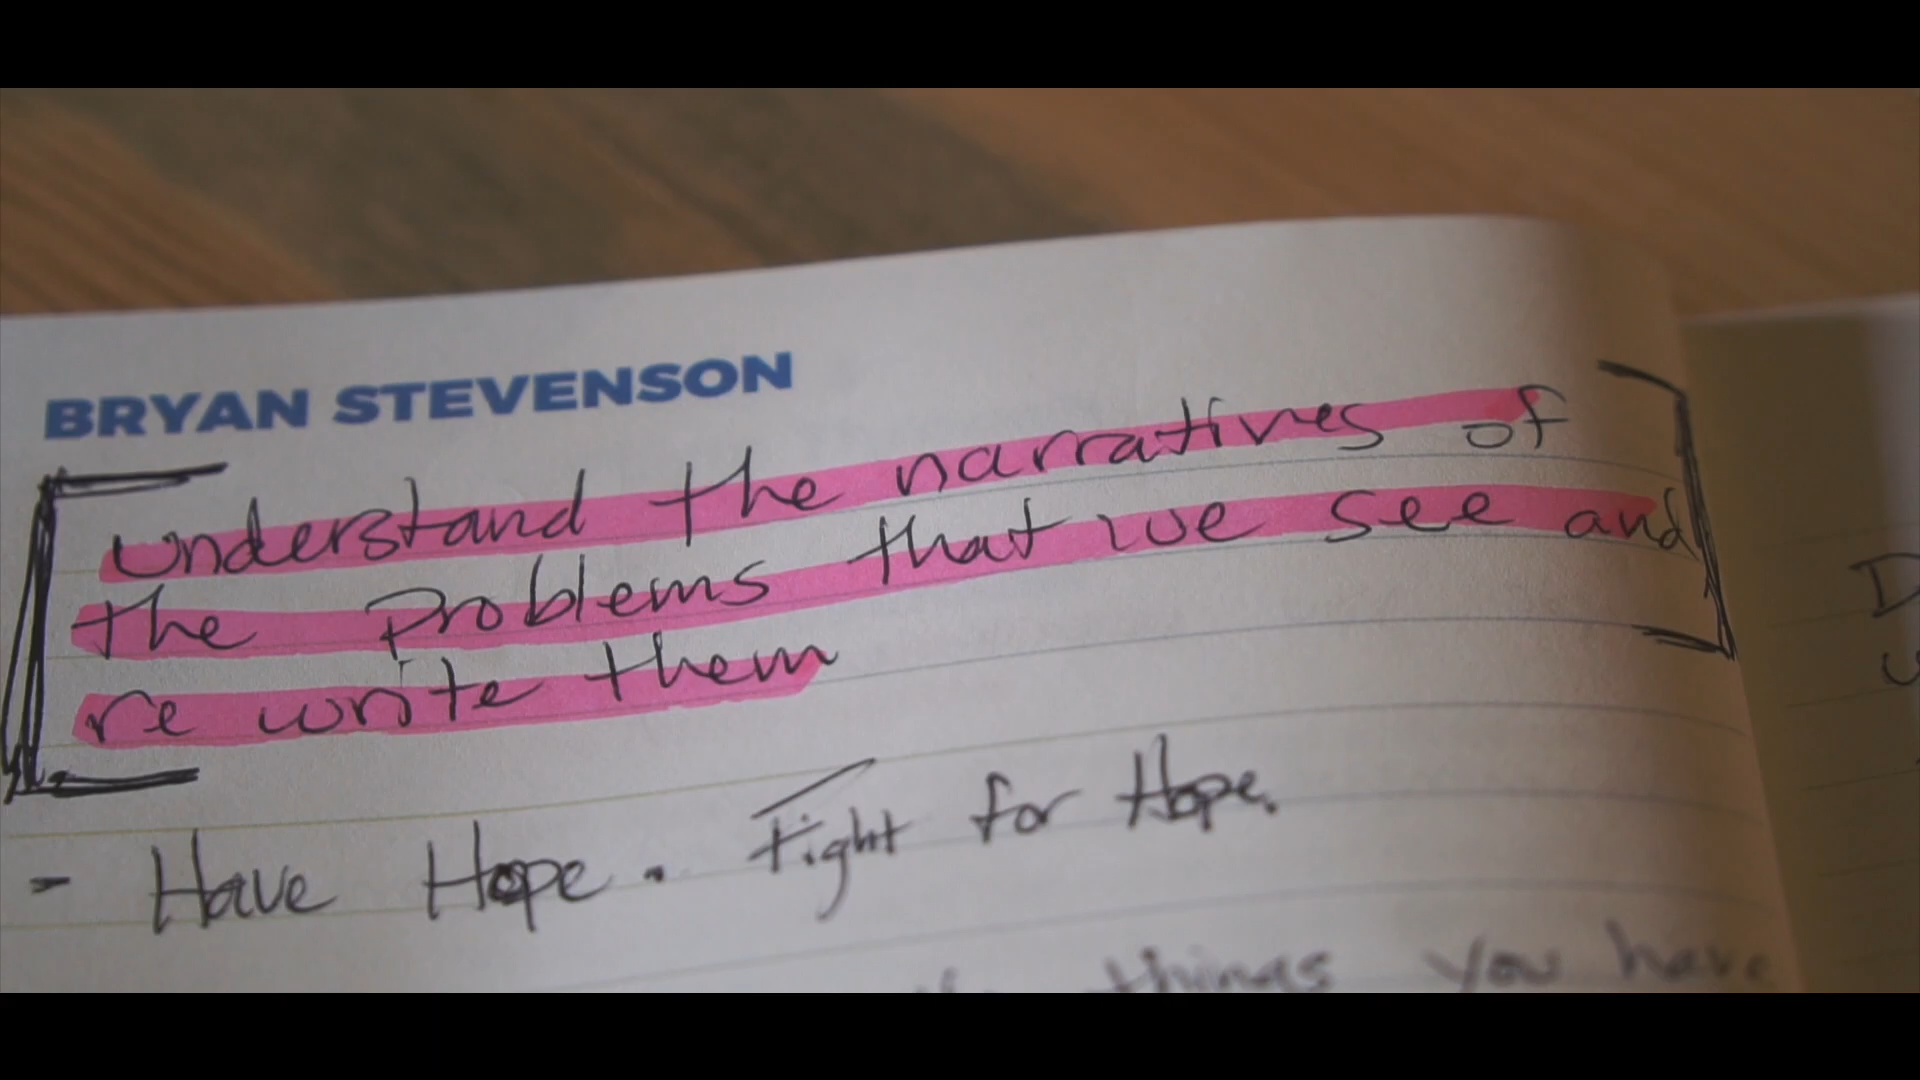 BRYAN STEVENSON
understand the narratives of
the problems that we see and
re write them
- Have Hope. Fight for Hope.
things you have